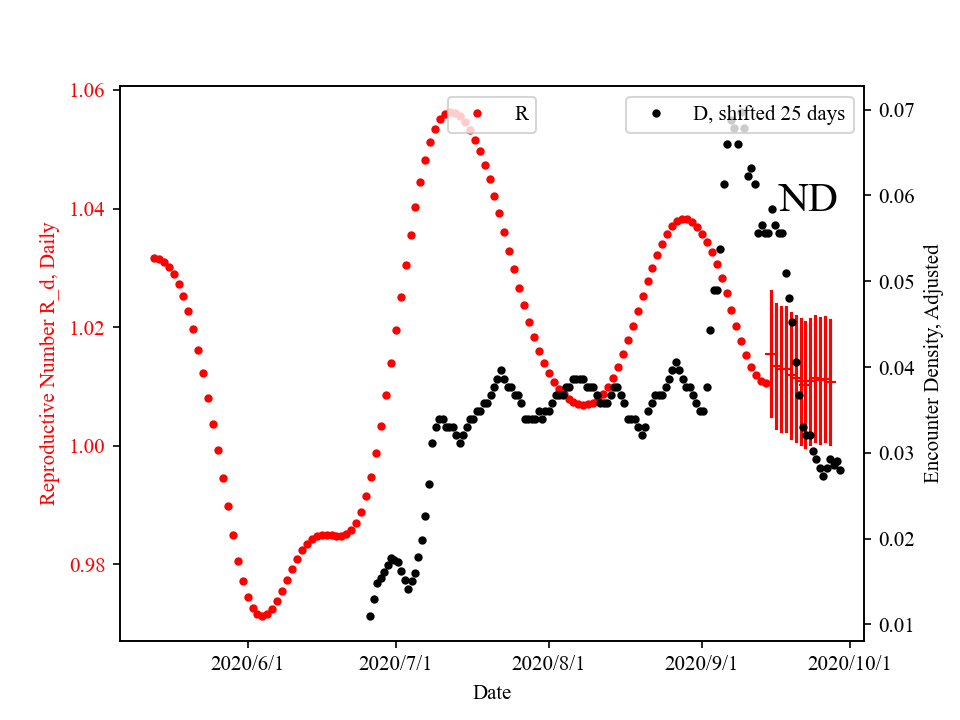 R
D, shifted 25 days
ND
1.06
1.04
1.02
1.00
0.98
Reproductive Number R_d, Daily
0.07
0.06
0.05
0.04
0.03
0.02
0.01
Encounter Density, Adjusted
2020/6/1
2020/7/1
2020/8/1
2020/9/1
2020/10/1
Date